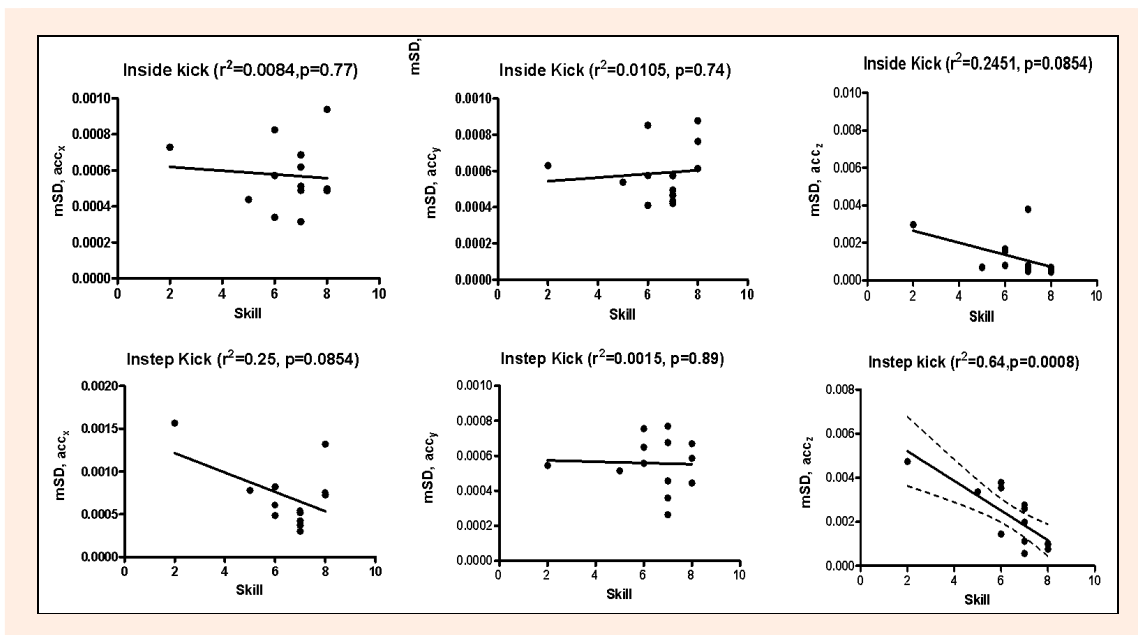 mSD,
Inside kick (r²=0.0084,p=0.77)
0.0010
0.0008
0.0006
0.0004
0.0002
0.0000
mSD, accx
0 2 4 6 8 10
Skill
Inside Kick (r²=0.0105, p=0.74)
0.0010
0.0008
0.0006
0.0004
0.0002
0.0000
mSD, accy
0 2 4 6 8 10
Skill
Inside Kick (r²=0.2451, p=0.0854)
0.010
0.008
0.006
0.004
0.002
0.000
mSD, accz
0 2 4 6 8 10
Skill
Instep Kick (r²=0.25, p=0.0854)
0.0020
0.0015
0.0010
0.0005
0.0000
mSD, accx
0 2 4 6 8 10
Skill
Instep Kick (r²=0.0015, p=0.89)
0.0010
0.0008
0.0006
0.0004
0.0002
0.0000
mSD, accy
0 2 4 6 8 10
Skill
Instep kick (r²=0.64,p=0.0008)
0.008
0.006
0.004
0.002
0.000
mSD, accz
0 2 4 6 8 10
Skill